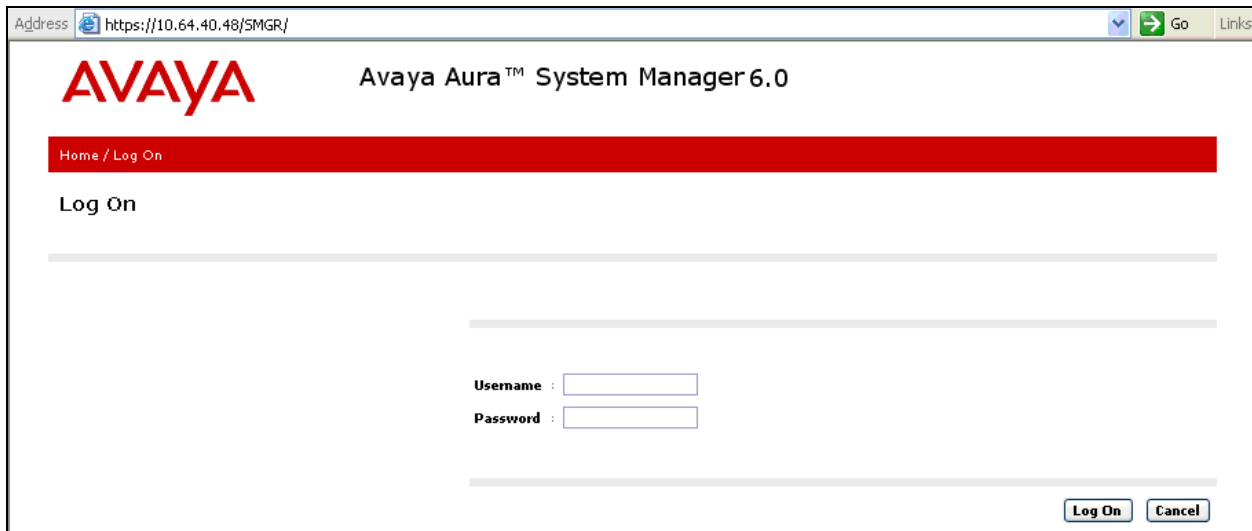 Address https://10.64.40.48/SMGR/ Go Links
AVAYA Avaya Aura™ System Manager 6.0
Home / Log On
Log On
Username :
Password :
Log On Cancel